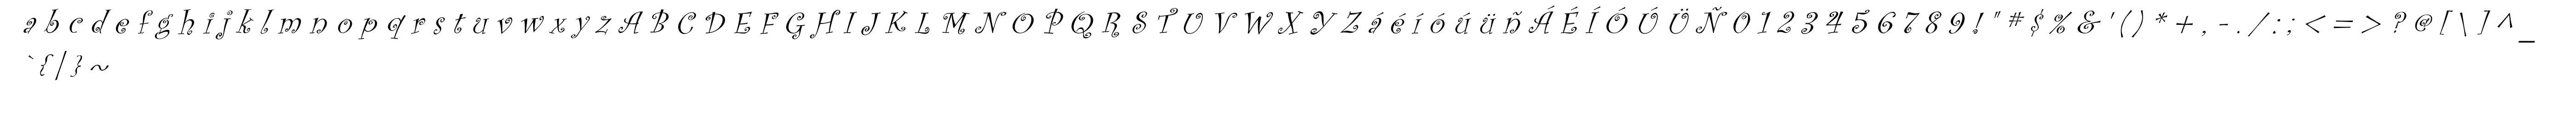 a b c d e f g h i j k l m n o p q r s t u v w x y z A B C D E F G H I J K L M N O P Q R S T U V W X Y Z á é í ó ú ü ñ Á É Í Ó Ú Ü Ñ 0 1 2 3 4 5 6 7 8 9 ! " # $ % & ' ( ) * + , - . / : ; < = > ? @ [ \ ] ^ _
` { | } ~